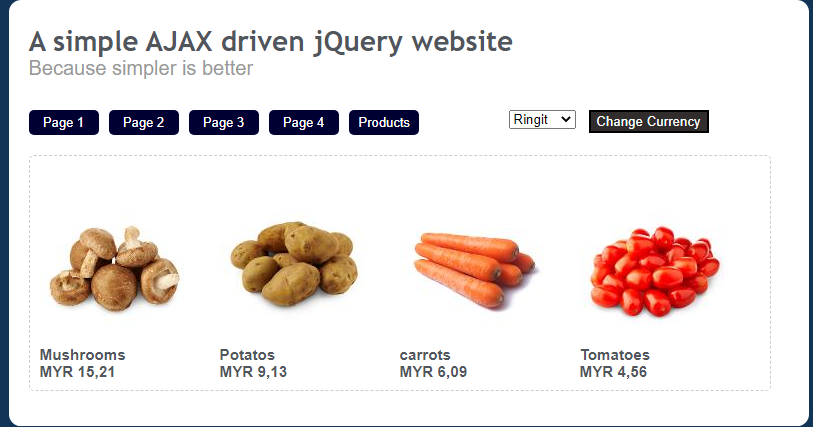 A simple AJAX driven jQuery website
Because simpler is better
Page 1 Page 2 Page 3 Page 4 Products Ringit Change Currency
Mushrooms Potatos carrots Tomatoes
MYR 15,21 MYR 9,13 MYR 6,09 MYR 4,56